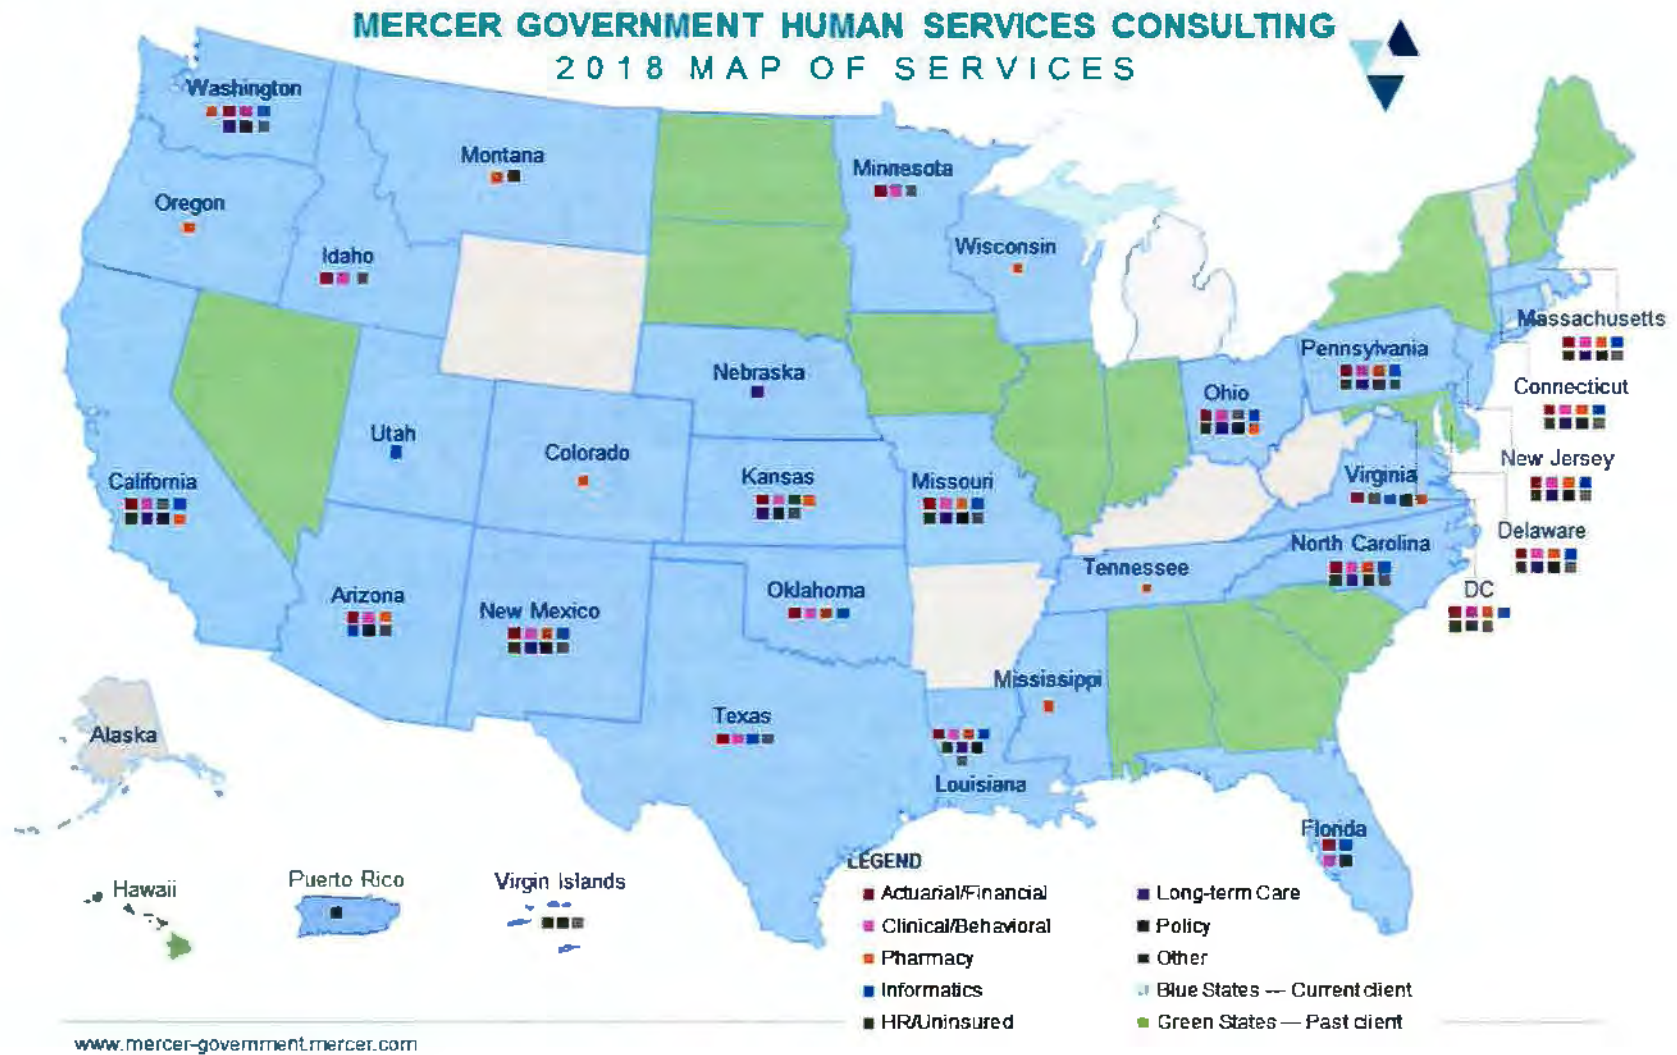 MERCER GOVERNMENT HUMAN SERVICES CONSULTING
2018 MAP OF SERVICES
Washington
Montana
Minnesota
Oregon
Wisconsin
Idaho
Massachusetts
Pennsylvania
Nebraska
Ohio
Connecticut
Utah
Colorado
New Jersey
California
Kansas
Missouri
Virginia
Delaware
North Carolina
Tennessee
DC
Arizona
New Mexico
Oklahoma
Mississippi
Texas
Alaska
Louisiana
Florida
Hawaii
Puerto Rico
Virgin Islands
LEGEND
Actuarial/Financial
Clinical/Behavioral
Pharmacy
Informatics
HR/Uninsured
Long-term Care
Policy
Other
Blue States — Current client
Green States — Past client
www.mercer-government.mercer.com